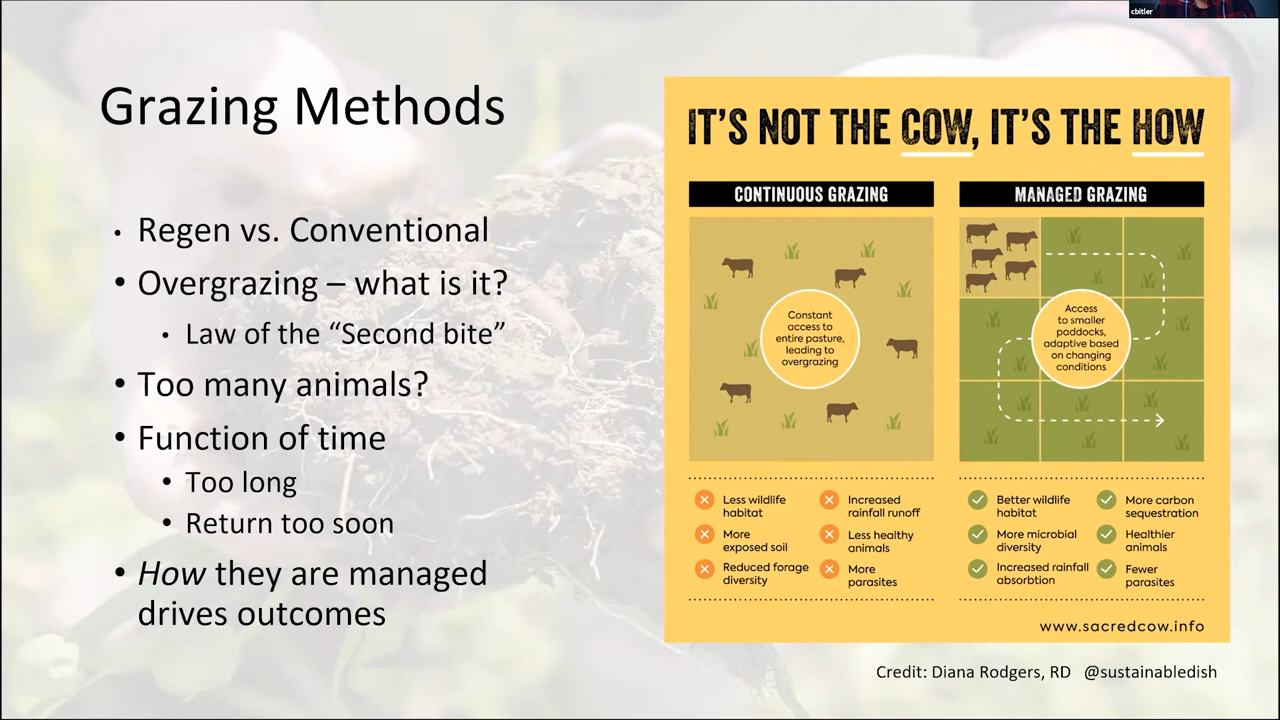 cbitler
Grazing Methods
• Regen vs. Conventional
• Overgrazing – what is it?
• Law of the “Second bite”
• Too many animals?
• Function of time
• Too long
• Return too soon
• How they are managed
drives outcomes
IT'S NOT THE COW, IT'S THE HOW
CONTINUOUS GRAZING
Constant
access to
entire pasture,
leading to
overgrazing
Less wildlife
habitat
More
exposed soil
Reduced forage
diversity
Increased
rainfall runoff
Less healthy
animals
More
parasites
MANAGED GRAZING
Access
to smaller
paddocks,
adaptive based
on changing
conditions
Better wildlife
habitat
More microbial
diversity
Increased rainfall
absorbtion
More carbon
sequestration
Healthier
animals
Fewer
parasites
www.sacredcow.info
Credit: Diana Rodgers, RD @sustainabledish